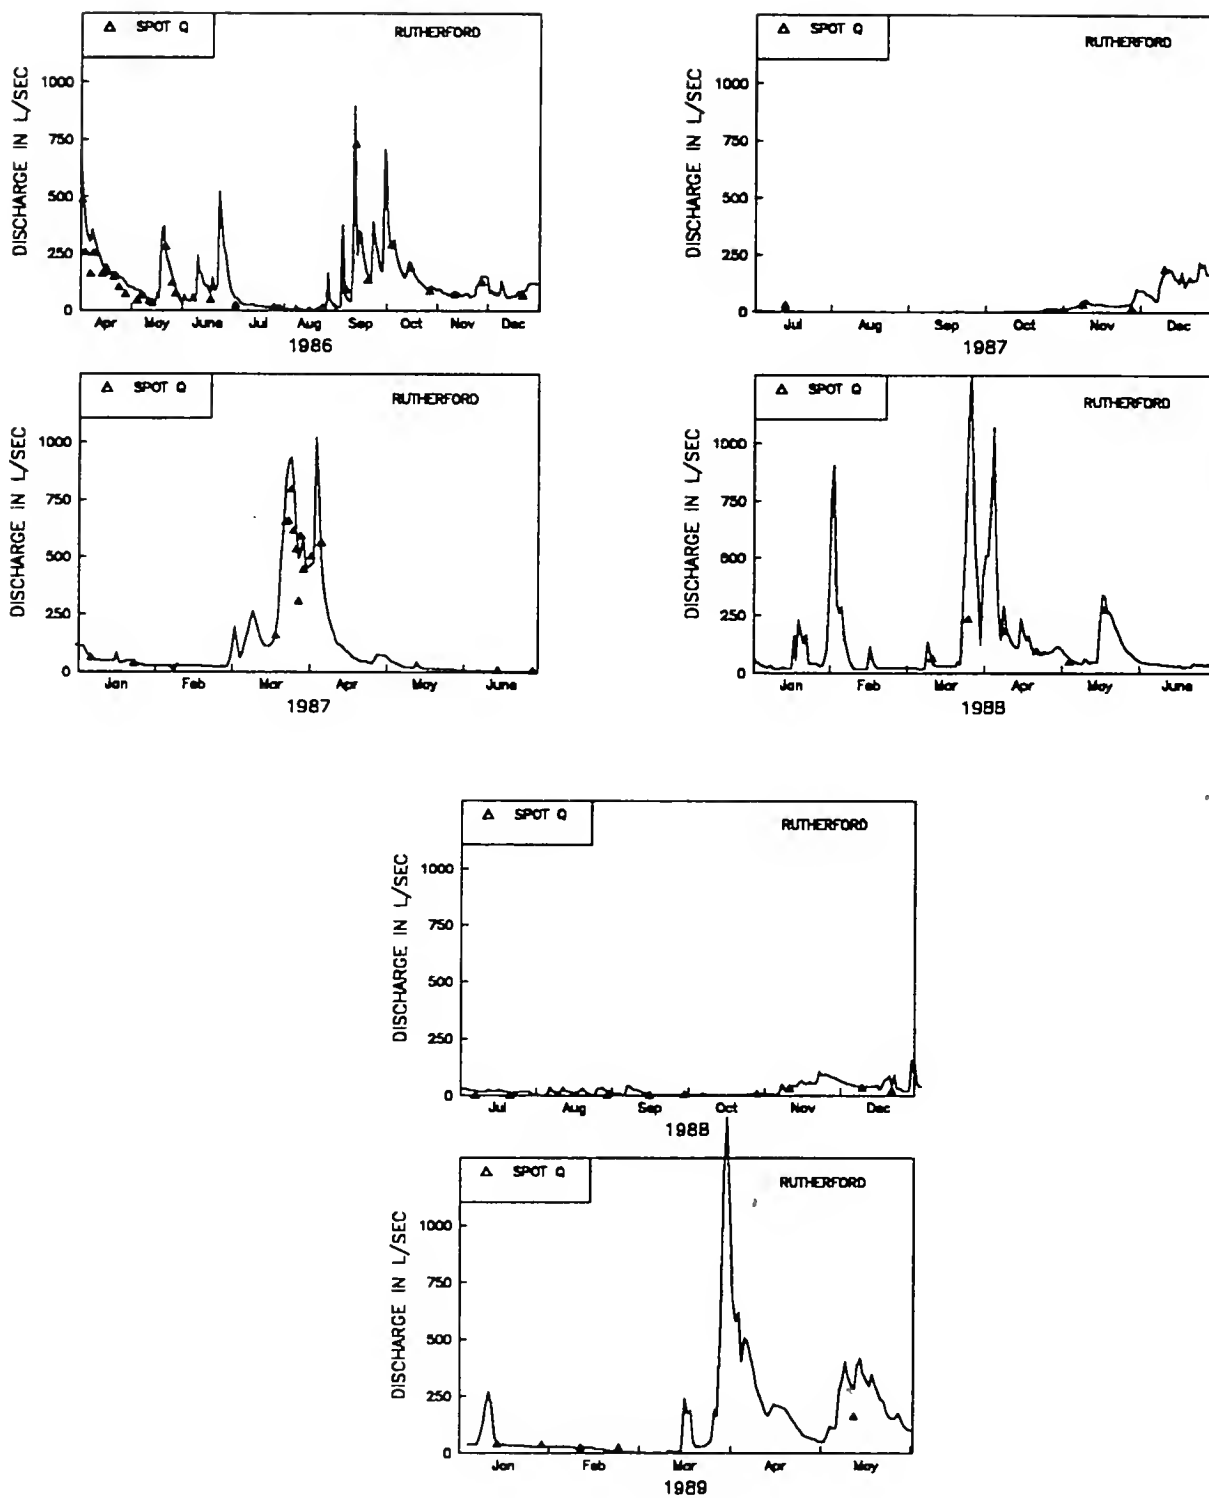 △ SPOT Q
RUTHERFORD
DISCHARGE IN L/SEC
1000
750
500
250
0
Apr May June Jul Aug Sep Oct Nov Dec
1986
△ SPOT Q
RUTHERFORD
DISCHARGE IN L/SEC
1000
750
500
250
0
Jul Aug Sep Oct Nov Dec
1987
△ SPOT Q
RUTHERFORD
DISCHARGE IN L/SEC
1000
750
500
250
0
Jan Feb Mar Apr May June
1987
△ SPOT Q
RUTHERFORD
DISCHARGE IN L/SEC
1000
750
500
250
0
Jan Feb Mar Apr May June
1988
△ SPOT Q
RUTHERFORD
DISCHARGE IN L/SEC
1000
750
500
250
0
Jul Aug Sep Oct Nov Dec
1988
△ SPOT Q
RUTHERFORD
DISCHARGE IN L/SEC
1000
750
500
250
0
Jan Feb Mar Apr May
1989